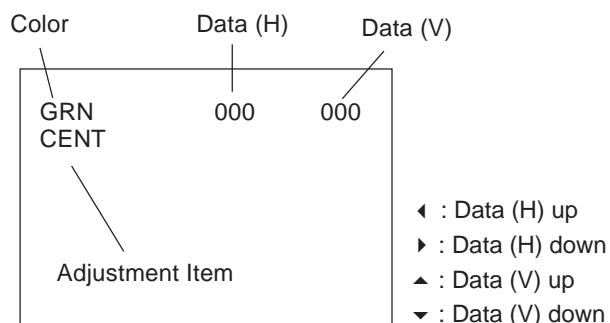 Color Data (H) Data (V)
GRN 000 000
CENT
Adjustment Item
◂ : Data (H) up
▸ : Data (H) down
▴ : Data (V) up
▾ : Data (V) down